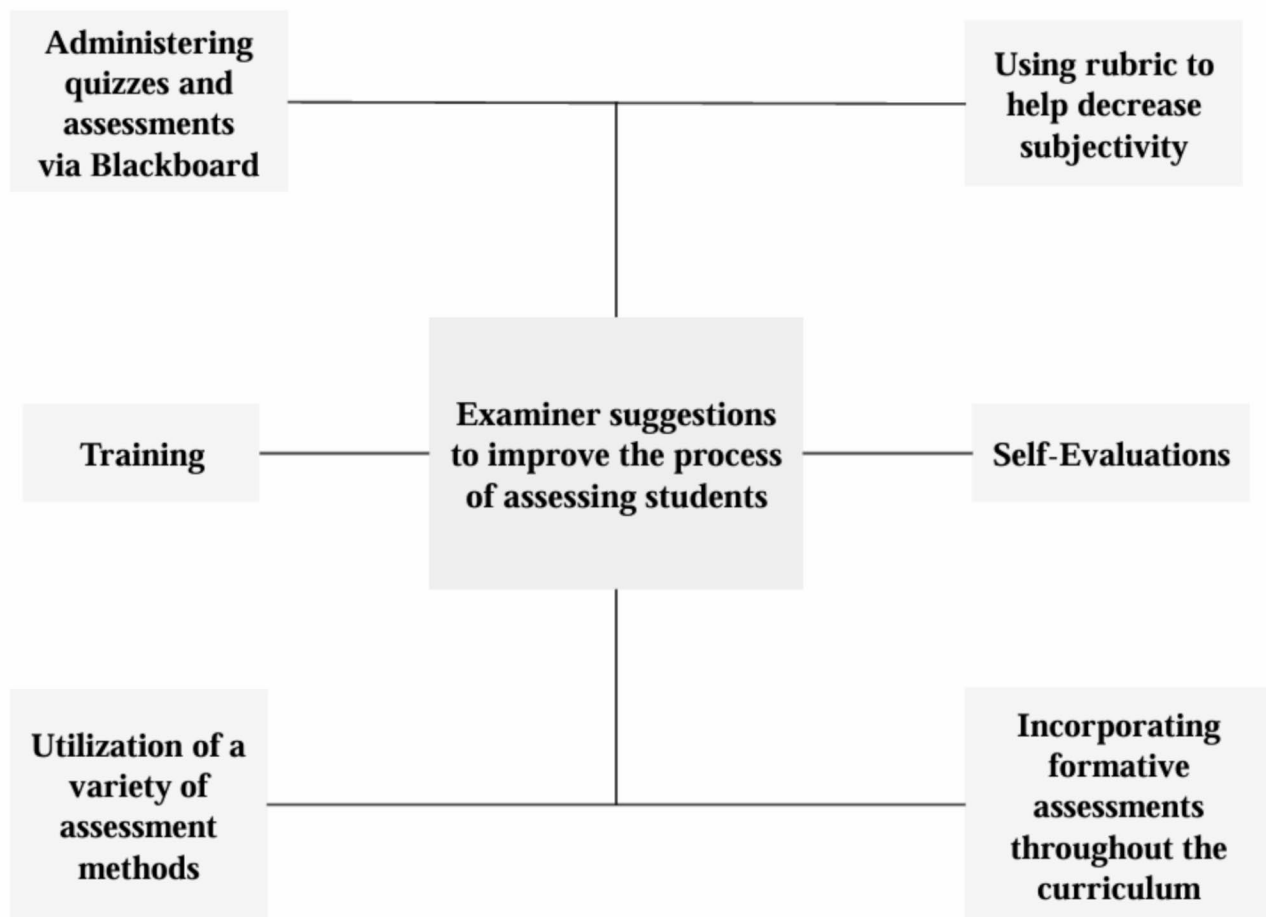 Administering
quizzes and
assessments
via Blackboard
Using rubric to
help decrease
subjectivity
Training
Examiner suggestions
to improve the process
of assessing students
Self-Evaluations
Utilization of a
variety of
assessment
methods
Incorporating
formative
assessments
throughout the
curriculum